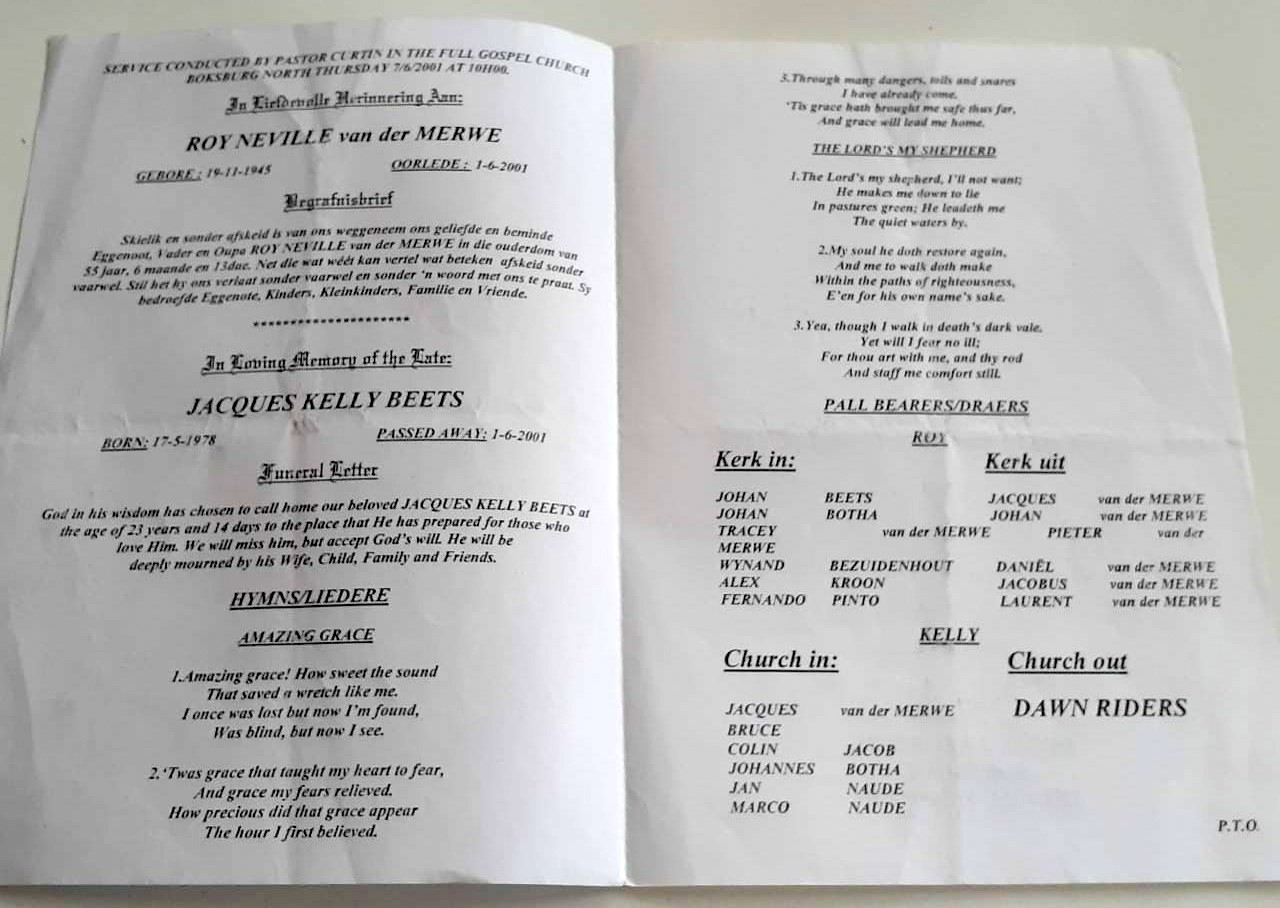 SERVICE CONDUCTED BY PASTOR CURTIN IN THE FULL GOSPEL CHURCH
BOKSBURG NORTH THURSDAY 7/6/2001 AT 10H00.
In Liefdevolle Herinnering Aan:
ROY NEVILLE van der MERWE
GEBORE : 19-11-1945 OORLEDE : 1-6-2001
Begrafnisbrief
Skielik en sonder afskeid is van ons weggeneem ons geliefde en beminde
Eggenoot, Vader en Oupa ROY NEVILLE van der MERWE in die ouderdom van
55 jaar, 6 maande en 13dae. Net die wat wéét kan vertel wat beteken afskeid sonder
vaarwel. Stil het hy ons verlaat sonder vaarwel en sonder 'n woord met ons te praat. Sy
bedroefde Eggenote, Kinders, Kleinkinders, Familie en Vriende.
********************
In Loving Memory of the Late:
JACQUES KELLY BEETS
BORN: 17-5-1978 PASSED AWAY: 1-6-2001
Funeral Letter
God in his wisdom has chosen to call home our beloved JACQUES KELLY BEETS at
the age of 23 years and 14 days to the place that He has prepared for those who
love Him. We will miss him, but accept God's will. He will be
deeply mourned by his Wife, Child, Family and Friends.
HYMNS/LIEDERE
AMAZING GRACE
1.Amazing grace! How sweet the sound
That saved a wretch like me.
I once was lost but now I'm found,
Was blind, but now I see.
2.'Twas grace that taught my heart to fear,
And grace my fears relieved.
How precious did that grace appear
The hour I first believed.
3.Through many dangers, toils and snares
I have already come.
'Tis grace hath brought me safe thus far,
And grace will lead me home.
THE LORD'S MY SHEPHERD
1.The Lord's my shepherd, I'll not want;
He makes me down to lie
In pastures green; He leadeth me
The quiet waters by.
2.My soul he doth restore again,
And me to walk doth make
Within the paths of righteousness,
E'en for his own name's sake.
3.Yea, though I walk in death's dark vale.
Yet will I fear no ill;
For thou art with me, and thy rod
And staff me comfort still.
PALL BEARERS/DRAERS
ROY
Kerk in: Kerk uit
JOHAN BEETS JACQUES van der MERWE
JOHAN BOTHA JOHAN van der MERWE
TRACEY van der MERWE PIETER van der
MERWE
WYNAND BEZUIDENHOUT DANIËL van der MERWE
ALEX KROON JACOBUS van der MERWE
FERNANDO PINTO LAURENT van der MERWE
KELLY
Church in: Church out
JACQUES van der MERWE DAWN RIDERS
BRUCE
COLIN JACOB
JOHANNES BOTHA
JAN NAUDE
MARCO NAUDE
P.T.O.